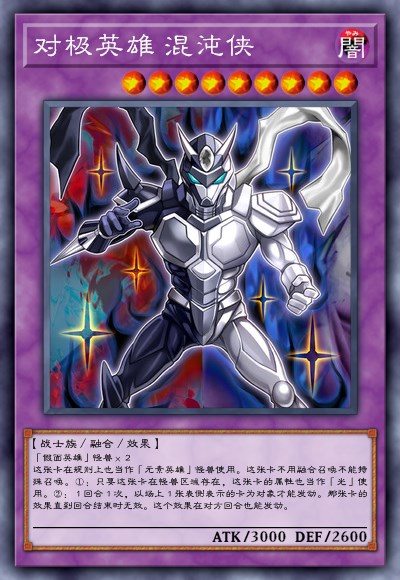 对极英雄 混沌侠
やみ
闇
【战士族／融合／效果】
「假面英雄」怪兽×2
这张卡在规则上也当作「元素英雄」怪兽使用。这张卡不用融合召唤不能特
殊召唤。①：只要这张卡在怪兽区域存在，这张卡的属性也当作「光」使
用。②：1回合1次，以场上1张表侧表示的卡为对象才能发动。那张卡的
效果直到回合结束时无效。这个效果在对方回合也能发动。
ATK/3000 DEF/2600